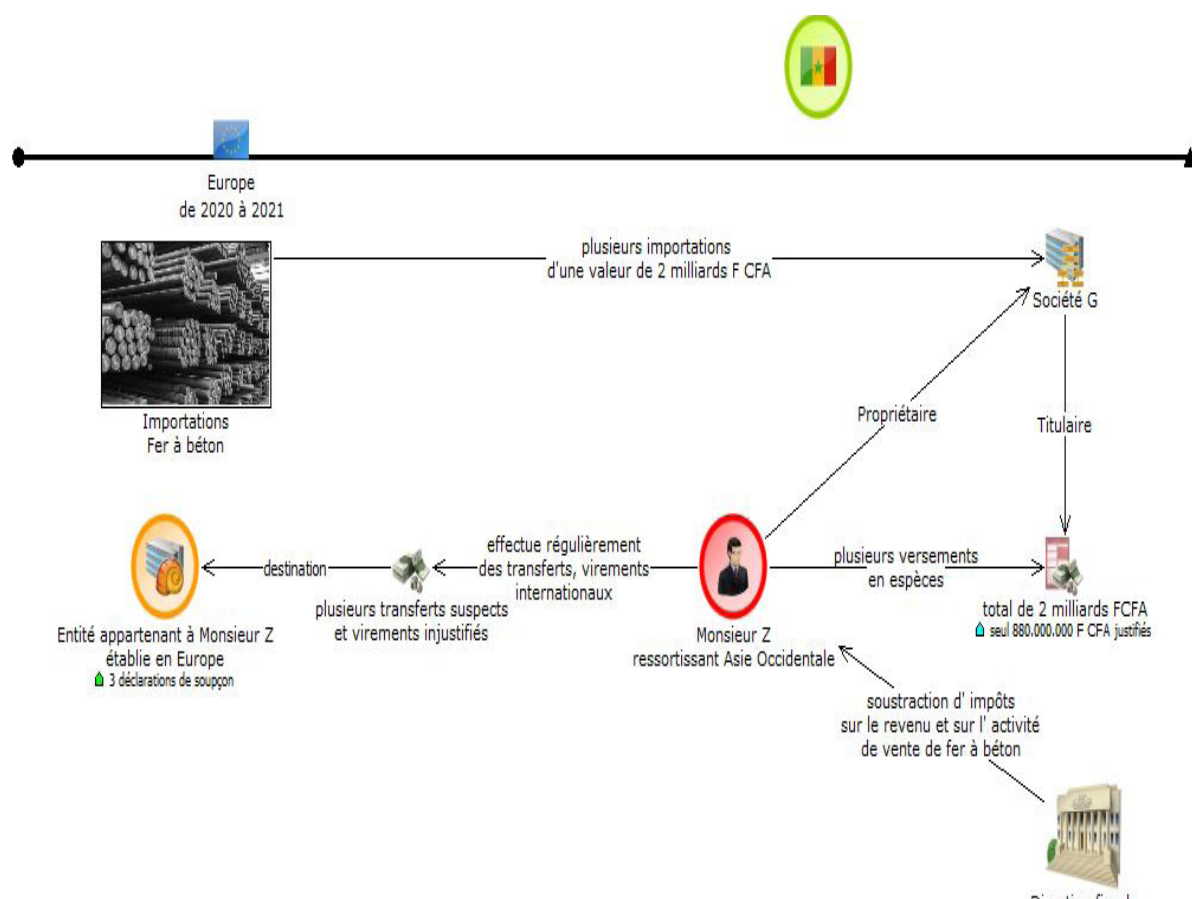 Europe
de 2020 à 2021
plusieurs importations
d'une valeur de 2 milliards F CFA
Société G
Importations
Fer à béton
Propriétaire
Titulaire
effectue régulièrement
des transferts, virements
internationaux
destination
plusieurs transferts suspects
et virements injustifiés
plusieurs versements
en espèces
Entité appartenant à Monsieur Z
établie en Europe
3 déclarations de soupçon
Monsieur Z
ressortissant Asie Occidentale
total de 2 milliards FCFA
seul 880.000.000 F CFA justifiés
soustraction d' impôts
sur le revenu et sur l' activité
de vente de fer à béton